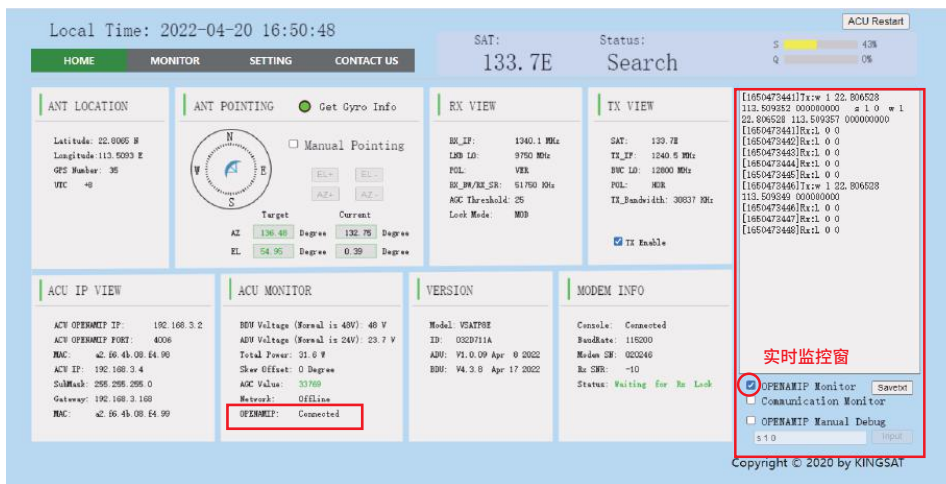 Local Time: 2022-04-20 16:50:48
HOME MONITOR SETTING CONTACT US
SAT:
133.7E
Status:
Search
ACU Restart
S 43%
Q 0%
ANT LOCATION
Latitude: 22.8065 N
Longitude:113.5093 E
GPS Number: 35
UTC +8
ANT POINTING Get Gyro Info
N
W E
S
Manual Pointing
EL+ EL-
AZ+ AZ-
Target Current
AZ 136.48 Degree 132.75 Degree
EL 54.95 Degree 0.39 Degree
RX VIEW
RX_IF: 1340.1 MHz
LNB LO: 9750 MHz
POL: VER
RX_BW/RX_SR: 51750 KHz
AGC Threshold: 25
Lock Mode: MOD
TX VIEW
SAT: 133.7E
TX_IF: 1240.5 MHz
BUC LO: 12800 MHz
POL: HOR
TX_Bandwidth: 30837 KHz
TX Enable
[1650473441]Tx:w 1 22.806528
113.509352 000000000 s 1 0 w 1
22.806528 113.509357 000000000
[1650473441]Rx:L 0 0
[1650473442]Rx:L 0 0
[1650473443]Rx:L 0 0
[1650473444]Rx:L 0 0
[1650473445]Rx:L 0 0
[1650473446]Tx:w 1 22.806528
113.509349 000000000
[1650473446]Rx:L 0 0
[1650473447]Rx:L 0 0
[1650473448]Rx:L 0 0
ACU IP VIEW
ACU OPENAMIP IP: 192.168.3.2
ACU OPENAMIP PORT: 4006
MAC: a2.f6.4b.08.f4.98
ACU IP: 192.168.3.4
SubMask: 255.255.255.0
Gateway: 192.168.3.168
MAC: a2.f6.4b.08.f4.99
ACU MONITOR
BDU Voltage (Normal is 48V): 48 V
ADU Voltage (Normal is 24V): 23.7 V
Total Power: 31.6 W
Skew Offset: 0 Degree
AGC Value: 33769
Network: OffLine
OPENAMIP: Connected
VERSION
Model: VSATP8E
ID: 032D711A
ADU: V1.0.09 Apr 8 2022
BDU: V4.3.8 Apr 17 2022
MODEM INFO
Console: Connected
BaudRate: 115200
Modem SN: 020246
Rx SNR: -10
Status: Waiting for Rx Lock
实时监控窗
OPENAMIP Monitor Savetxt
Communication Monitor
OPENAMIP Manual Debug
s 1 0 Input
Copyright © 2020 by KINGSAT